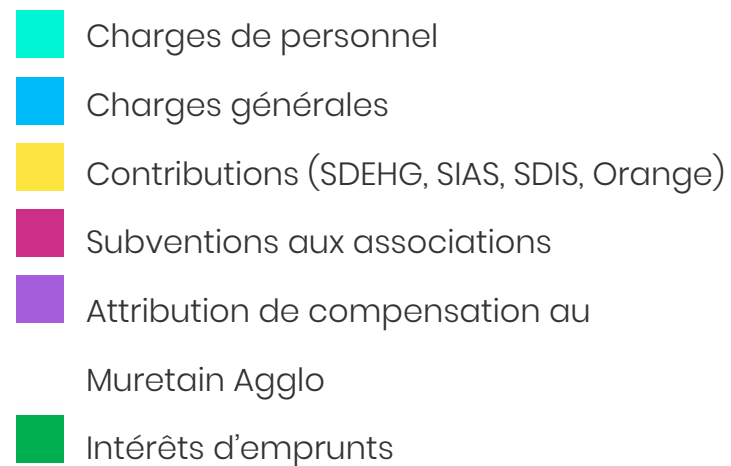 Charges de personnel
Charges générales
Contributions (SDEHG, SIAS, SDIS, Orange)
Subventions aux associations
Attribution de compensation au
Muretain Agglo
Intérêts d’emprunts